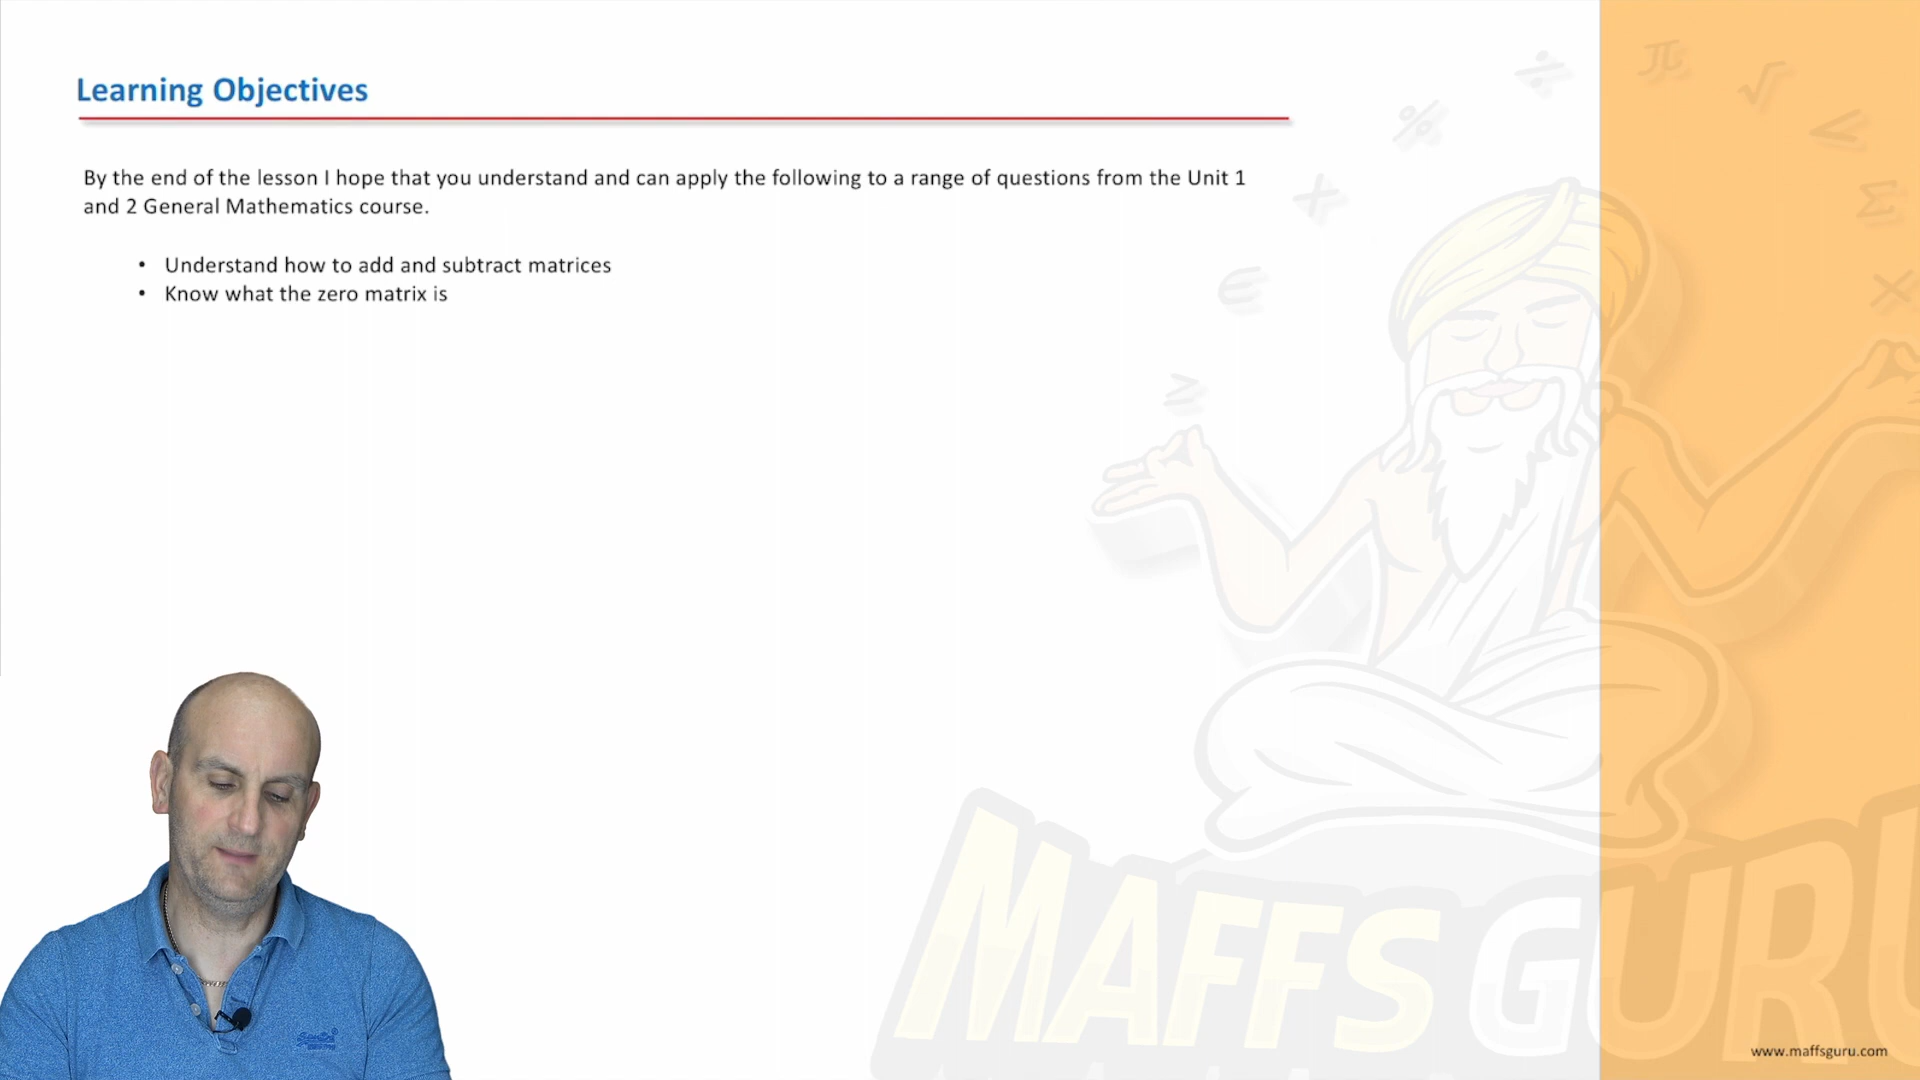 Learning Objectives
By the end of the lesson I hope that you understand and can apply the following to a range of questions from the Unit 1
and 2 General Mathematics course.
• Understand how to add and subtract matrices
• Know what the zero matrix is
MAFFS GURU
www.maffsguru.com